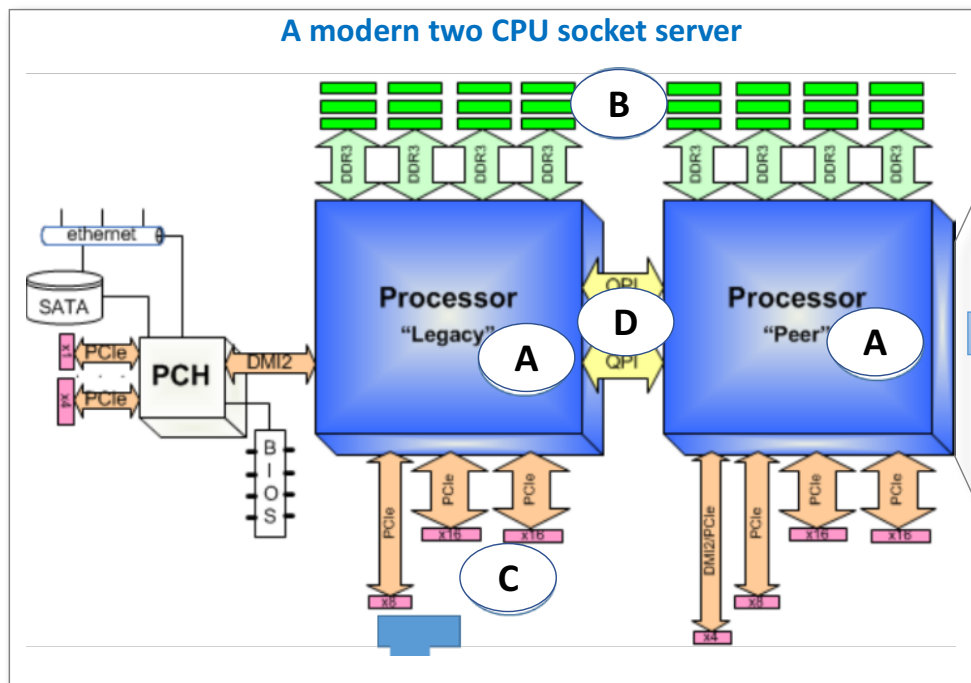 A modern two CPU socket server
B
DDR3
DDR3
DDR3
DDR3
DDR3
DDR3
DDR3
DDR3
ethernet
SATA
x1
PCIe
x4
PCIe
PCH
DMI2
BIOS
Processor
"Legacy"
A
QPI
D
QPI
Processor
"Peer"
A
PCIe
PCIe
PCIe
x16
x16
x8
C
DMI2/PCIe
PCIe
PCIe
PCIe
x16
x16
x8
x4